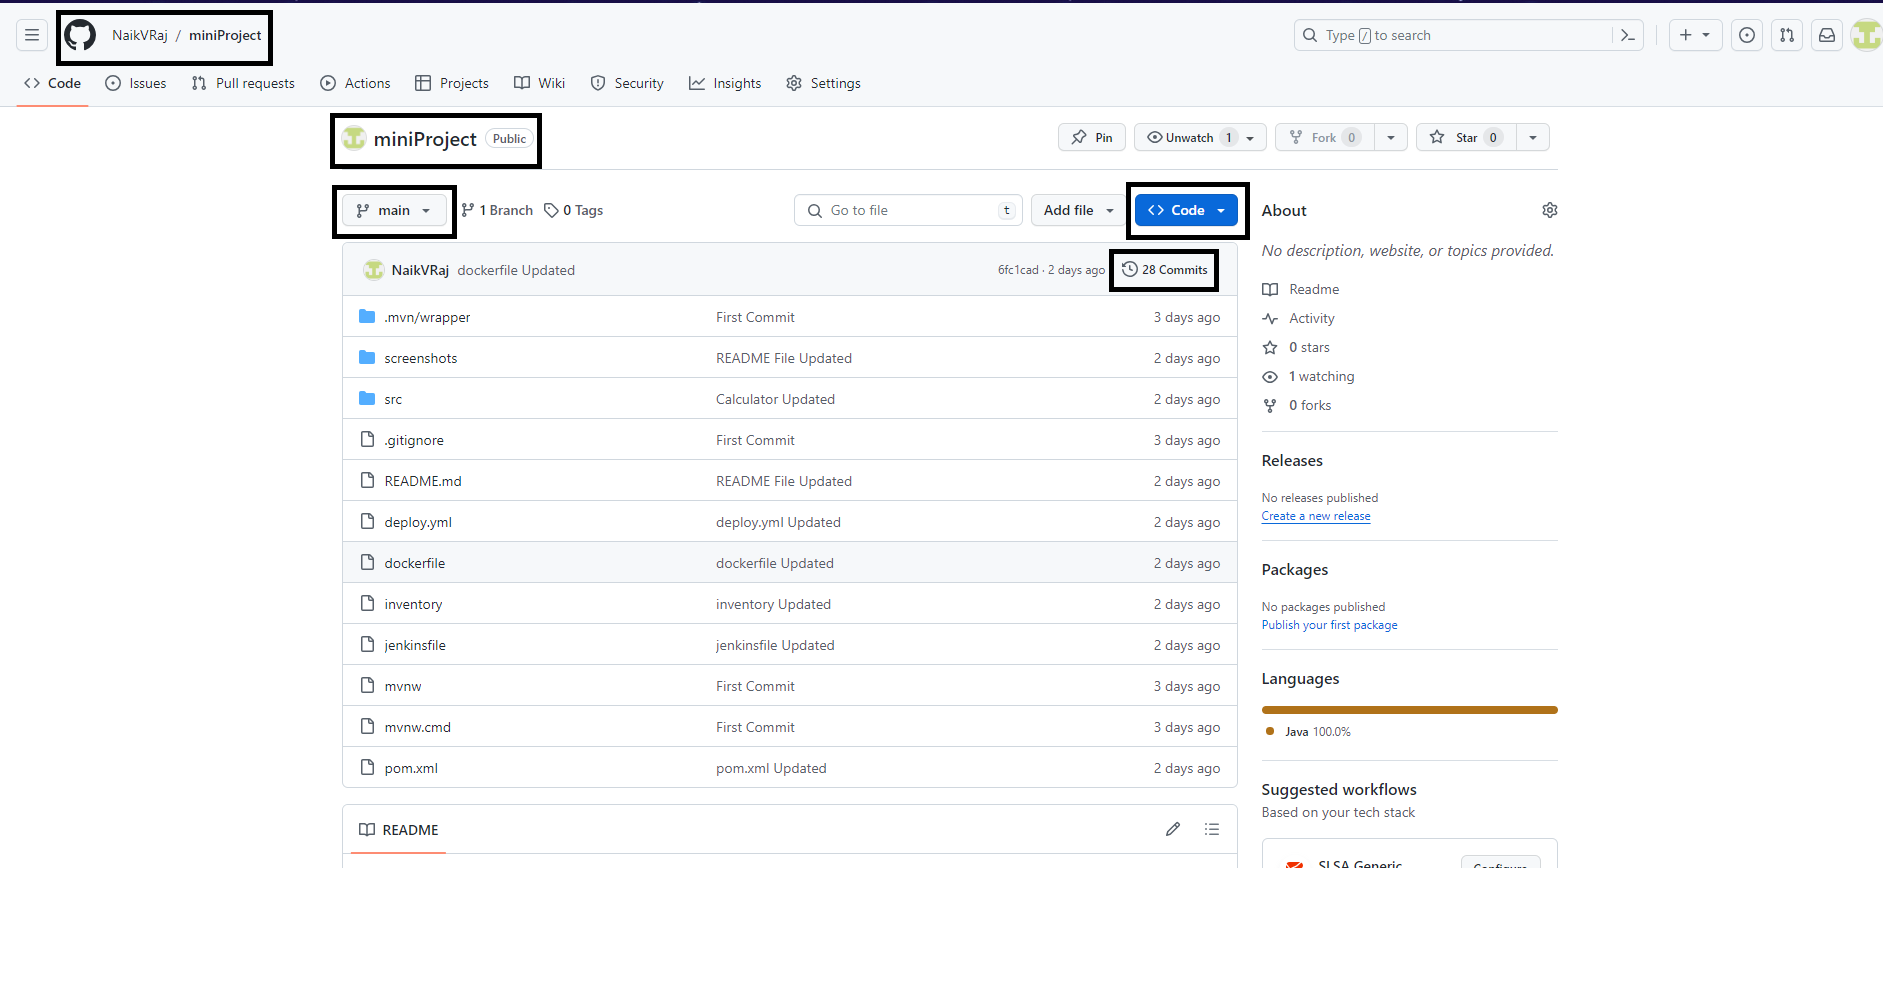 NaikVRaj / miniProject
Type / to search
Code Issues Pull requests Actions Projects Wiki Security Insights Settings
miniProject Public
Pin Unwatch 1 Fork 0 Star 0
main 1 Branch 0 Tags Go to file t Add file Code
NaikVRaj dockerfile Updated 6fc1cad · 2 days ago 28 Commits
.mvn/wrapper First Commit 3 days ago
screenshots README File Updated 2 days ago
src Calculator Updated 2 days ago
.gitignore First Commit 3 days ago
README.md README File Updated 2 days ago
deploy.yml deploy.yml Updated 2 days ago
dockerfile dockerfile Updated 2 days ago
inventory inventory Updated 2 days ago
jenkinsfile jenkinsfile Updated 2 days ago
mvnw First Commit 3 days ago
mvnw.cmd First Commit 3 days ago
pom.xml pom.xml Updated 2 days ago
README
About
No description, website, or topics provided.
Readme
Activity
0 stars
1 watching
0 forks
Releases
No releases published
Create a new release
Packages
No packages published
Publish your first package
Languages
Java 100.0%
Suggested workflows
Based on your tech stack
SLSA Generic Configure